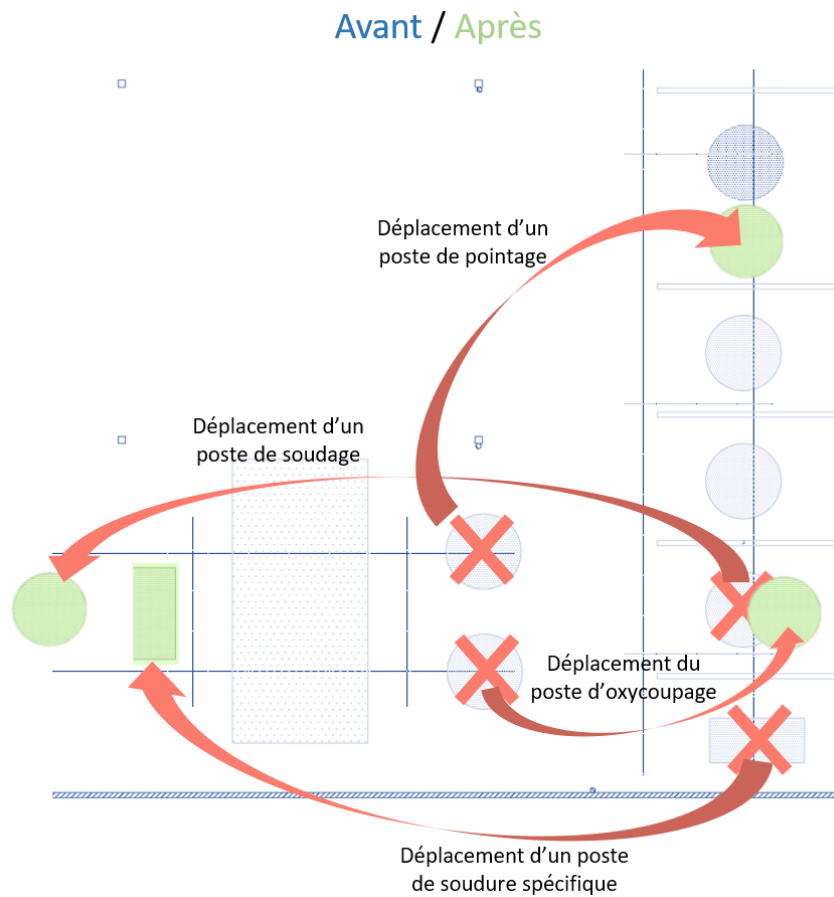 Avant / Après
Déplacement d’un
poste de pointage
Déplacement d’un
poste de soudage
Déplacement du
poste d’oxycoupage
Déplacement d’un poste
de soudure spécifique